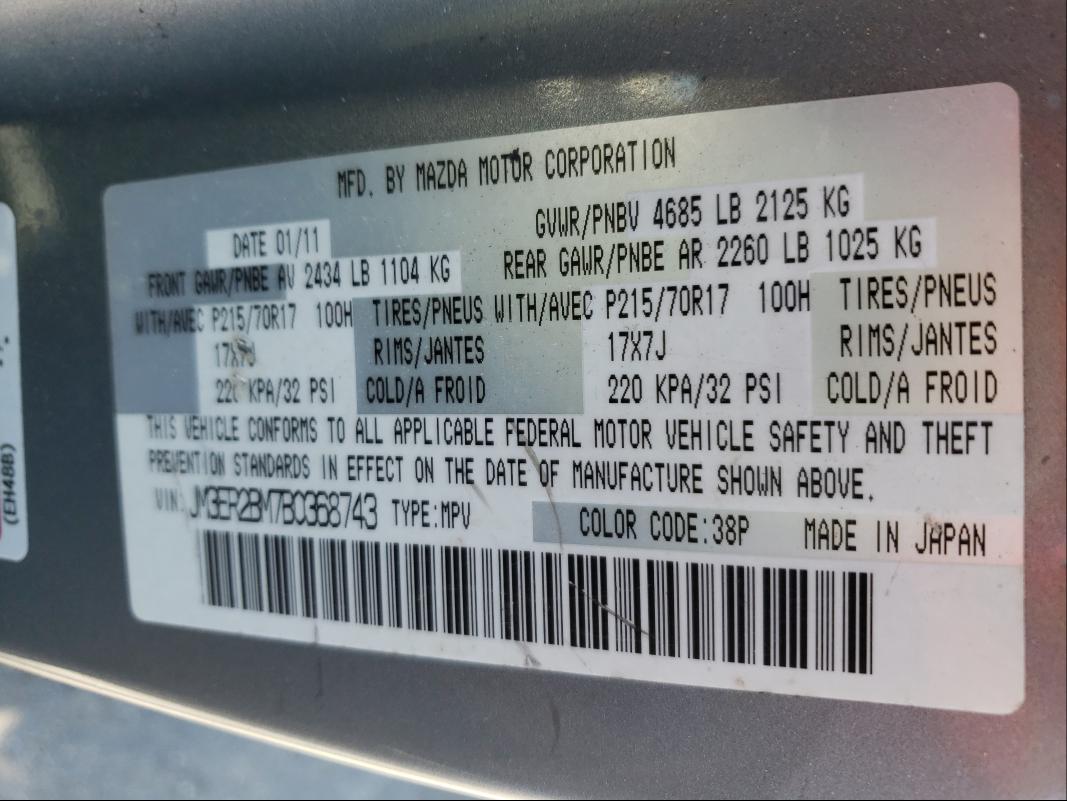 MFD. BY MAZDA MOTOR CORPORATION
DATE 01/11 GVWR/PNBV 4685 LB 2125 KG
FRONT GAWR/PNBE AV 2434 LB 1104 KG REAR GAWR/PNBE AR 2260 LB 1025 KG
WITH/AVEC P215/70R17 100H TIRES/PNEUS WITH/AVEC P215/70R17 100H TIRES/PNEUS
17X7J RIMS/JANTES 17X7J RIMS/JANTES
220 KPA/32 PSI COLD/A FROID 220 KPA/32 PSI COLD/A FROID
THIS VEHICLE CONFORMS TO ALL APPLICABLE FEDERAL MOTOR VEHICLE SAFETY AND THEFT
PREVENTION STANDARDS IN EFFECT ON THE DATE OF MANUFACTURE SHOWN ABOVE.
VIN: JM3ER2BM7B0368743 TYPE:MPV COLOR CODE:38P MADE IN JAPAN
(EH48B)